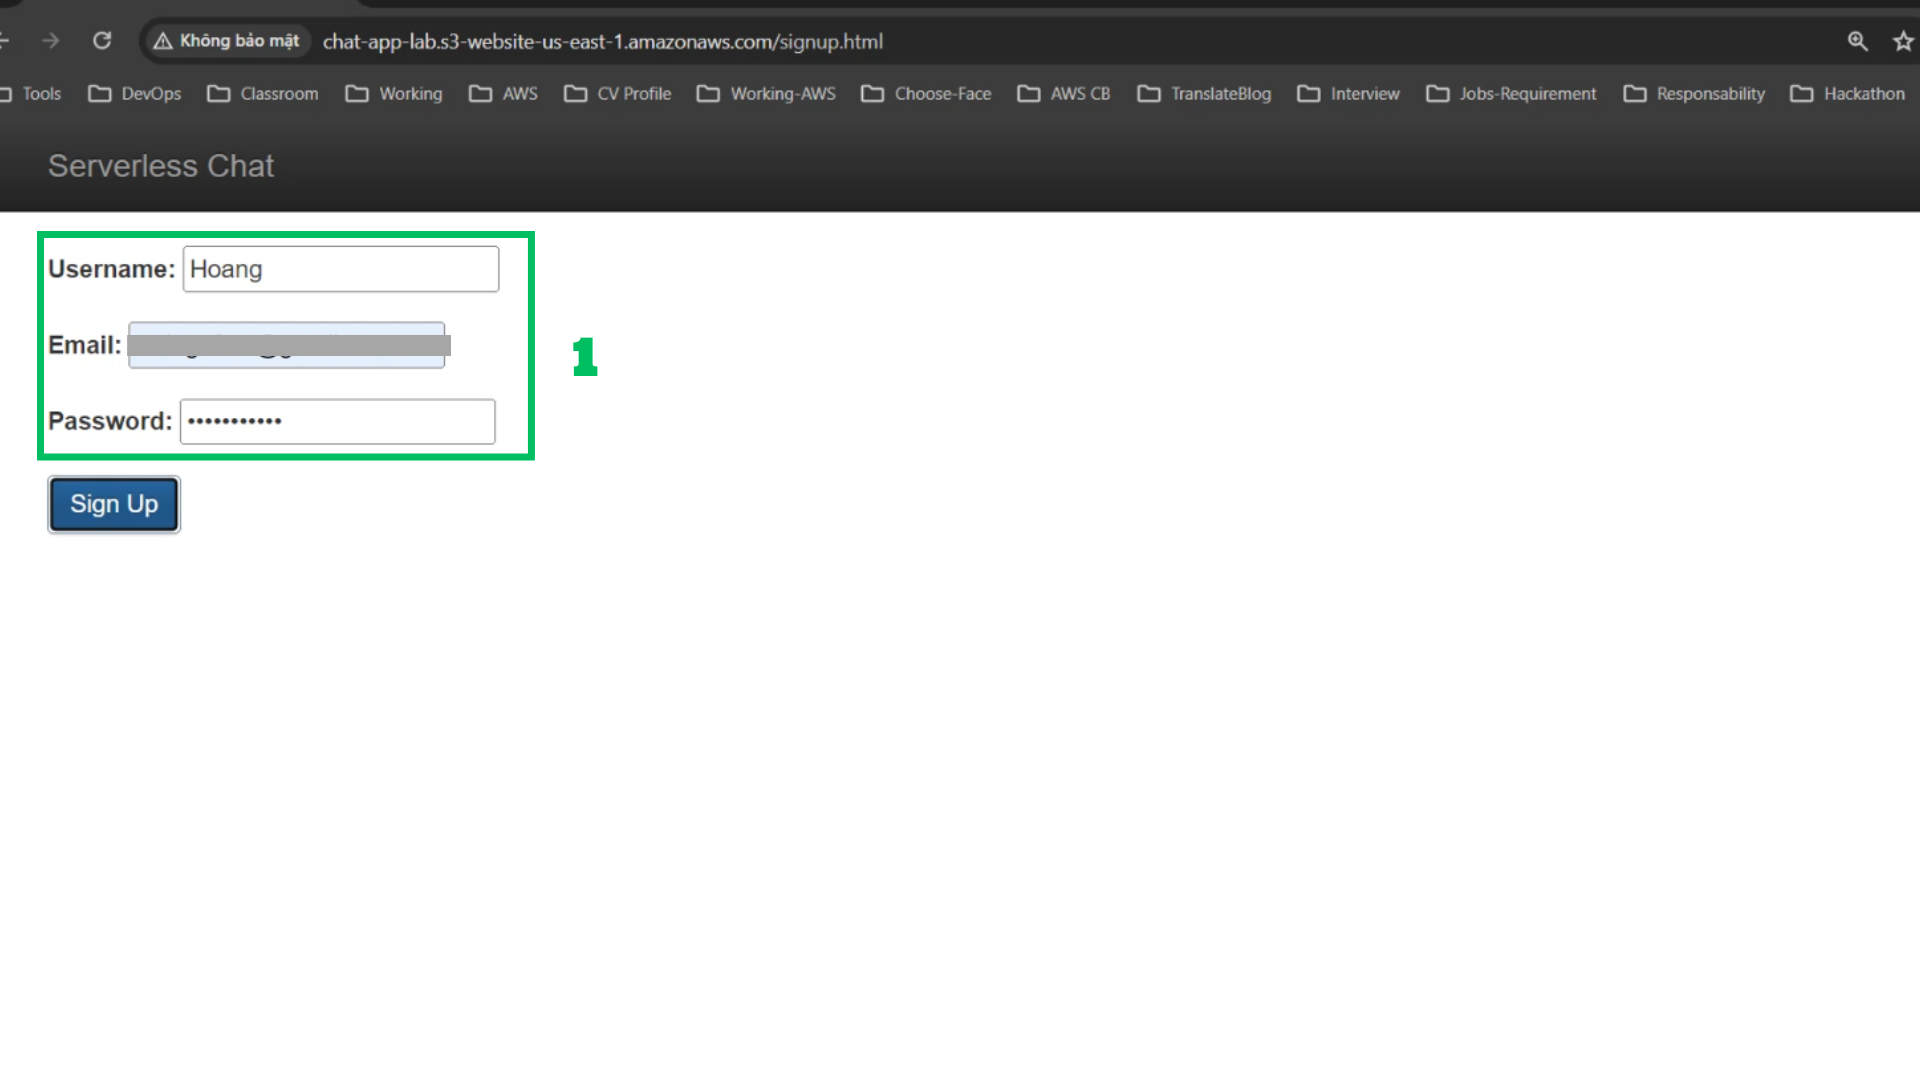 Không bảo mật chat-app-lab.s3-website-us-east-1.amazonaws.com/signup.html
Tools DevOps Classroom Working AWS CV Profile Working-AWS Choose-Face AWS CB TranslateBlog Interview Jobs-Requirement Responsability Hackathon
Serverless Chat
Username: Hoang
Email:
1
Password: •••••••••••
Sign Up